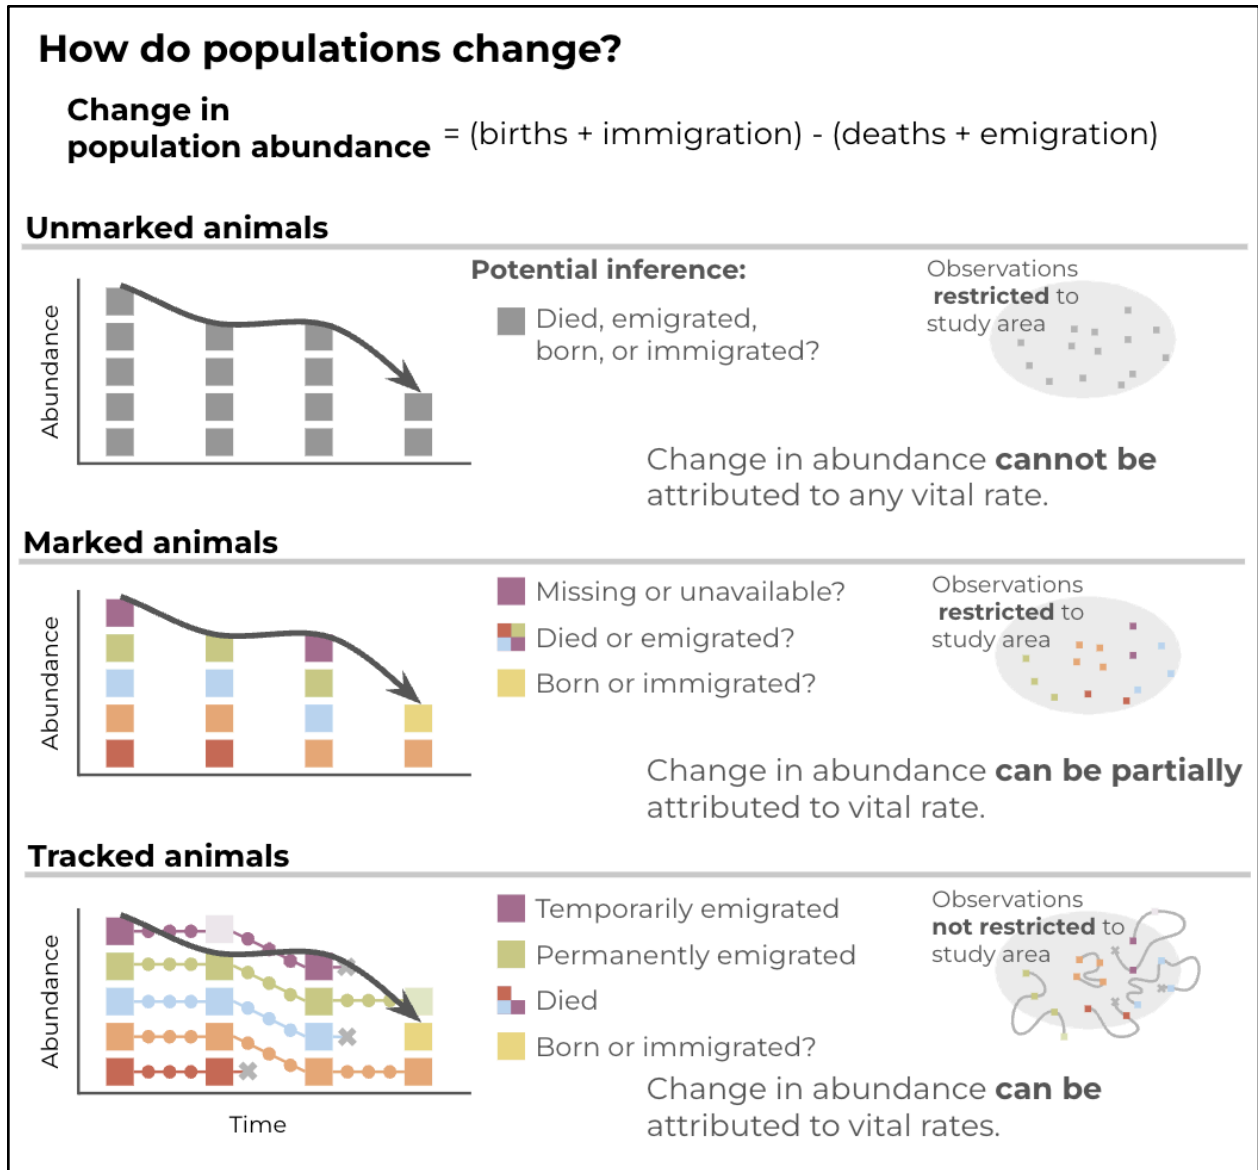 How do populations change?
Change in
population abundance = (births + immigration) - (deaths + emigration)
Unmarked animals
Abundance
Potential inference:
Died, emigrated,
born, or immigrated?
Observations
restricted to
study area
Change in abundance cannot be
attributed to any vital rate.
Marked animals
Abundance
Missing or unavailable?
Died or emigrated?
Born or immigrated?
Observations
restricted to
study area
Change in abundance can be partially
attributed to vital rate.
Tracked animals
Abundance
Time
Temporarily emigrated
Permanently emigrated
Died
Born or immigrated?
Observations
not restricted to
study area
Change in abundance can be
attributed to vital rates.